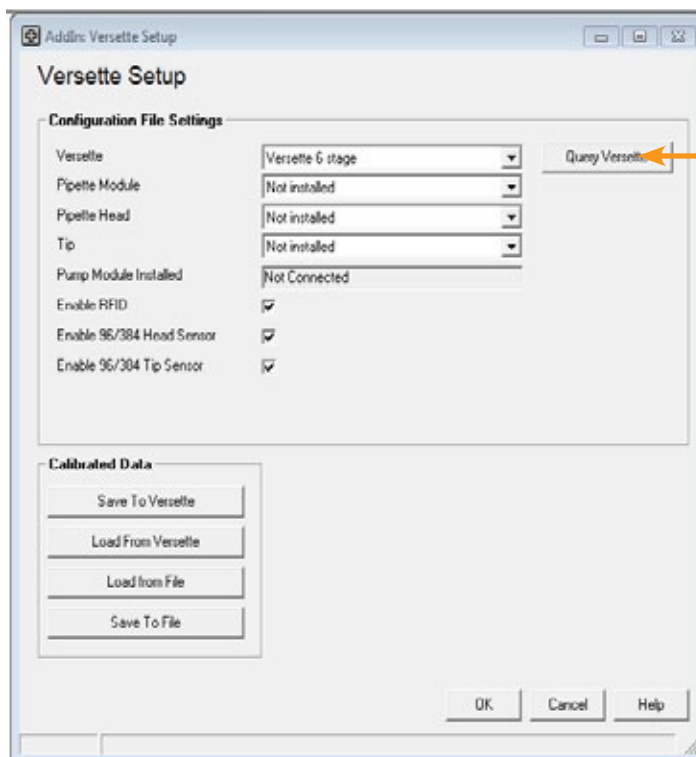 AddIn: Versette Setup
Versette Setup
Configuration File Settings
Versette Versette 6 stage Query Versette
Pipette Module Not installed
Pipette Head Not installed
Tip Not installed
Pump Module Installed Not Connected
Enable RFID
Enable 96/384 Head Sensor
Enable 96/384 Tip Sensor
Calibrated Data
Save To Versette
Load From Versette
Load from File
Save To File
OK Cancel Help